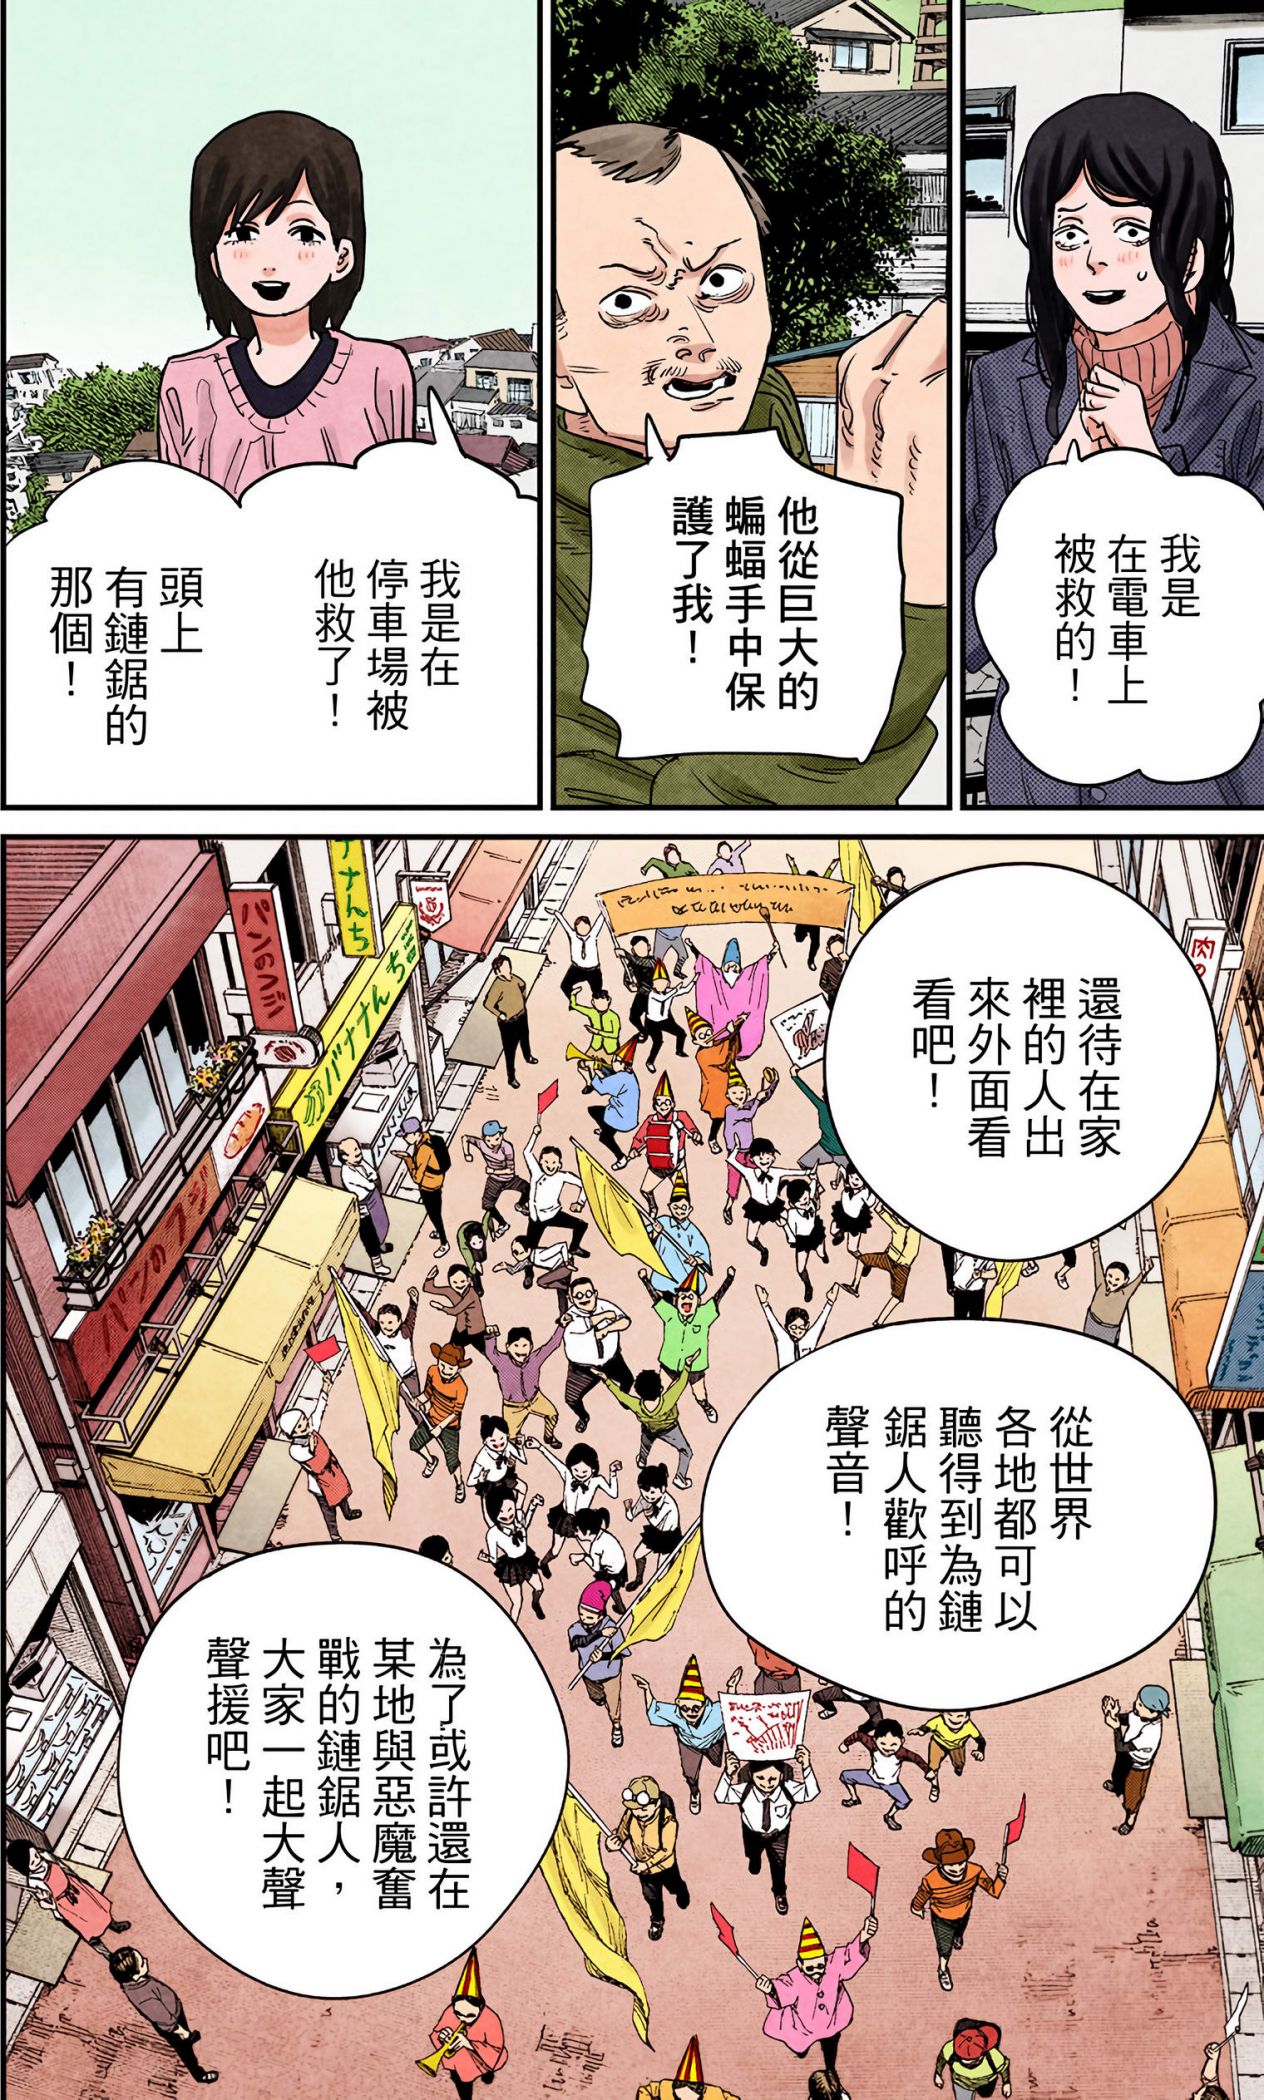 我是
在電車上
被救的！
他從巨大的
蝙蝠手中保
護了我！
我是在
停車場被
他救了！
頭上
有鏈鋸的
那個！
還待在家
裡的人出
來外面看
看吧！
從世界
各地都可以
聽得到為鏈
鋸人歡呼的
聲音！
為了或許還在
某地與惡魔奮
戰的鏈鋸人，
大家一起大聲
聲援吧！
パンのフジ
ナナんち
バナナんち
パンのフジ
肉の